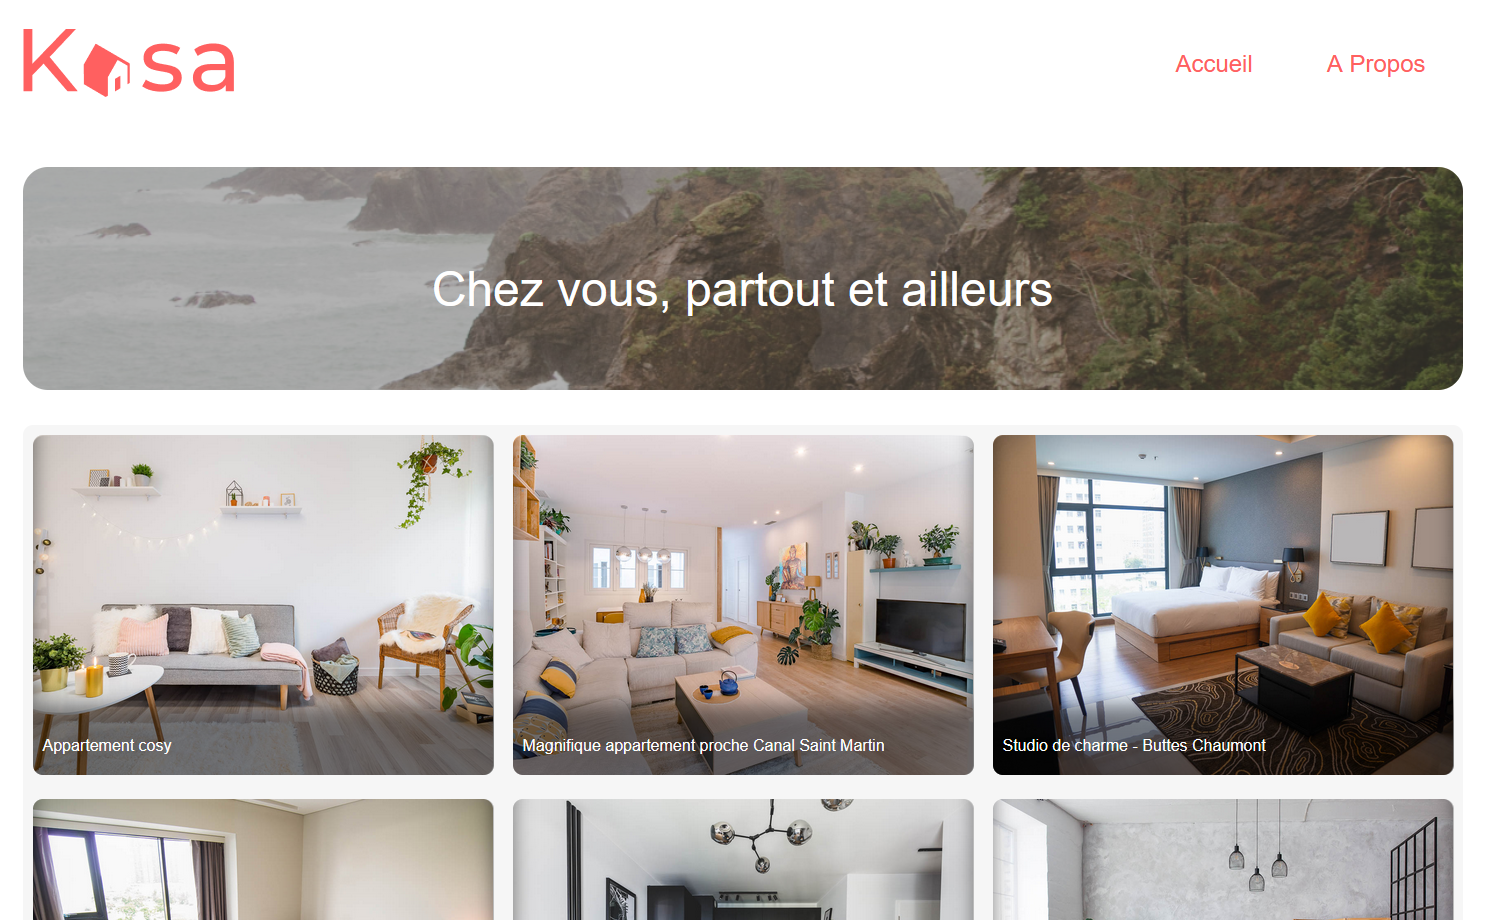 Kasa
Accueil
A Propos
Chez vous, partout et ailleurs
Appartement cosy
Magnifique appartement proche Canal Saint Martin
Studio de charme - Buttes Chaumont